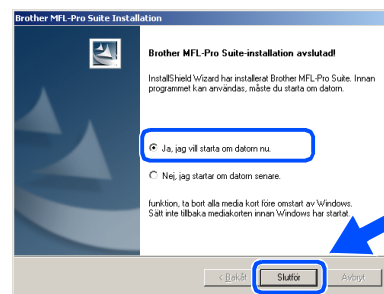 Brother MFL-Pro Suite Installation
Brother MFL-Pro Suite-installation avslutad!
InstallShield Wizard har installerat Brother MFL-Pro Suite. Innan
programmet kan användas, måste du starta om datorn.
Ja, jag vill starta om datorn nu.
Nej, jag startar om datorn senare.
funktion, ta bort alla media kort före omstart av Windows.
Sätt inte tillbaka mediakorten innan Windows har startat.
< Bakåt
Slutför
Avbryt